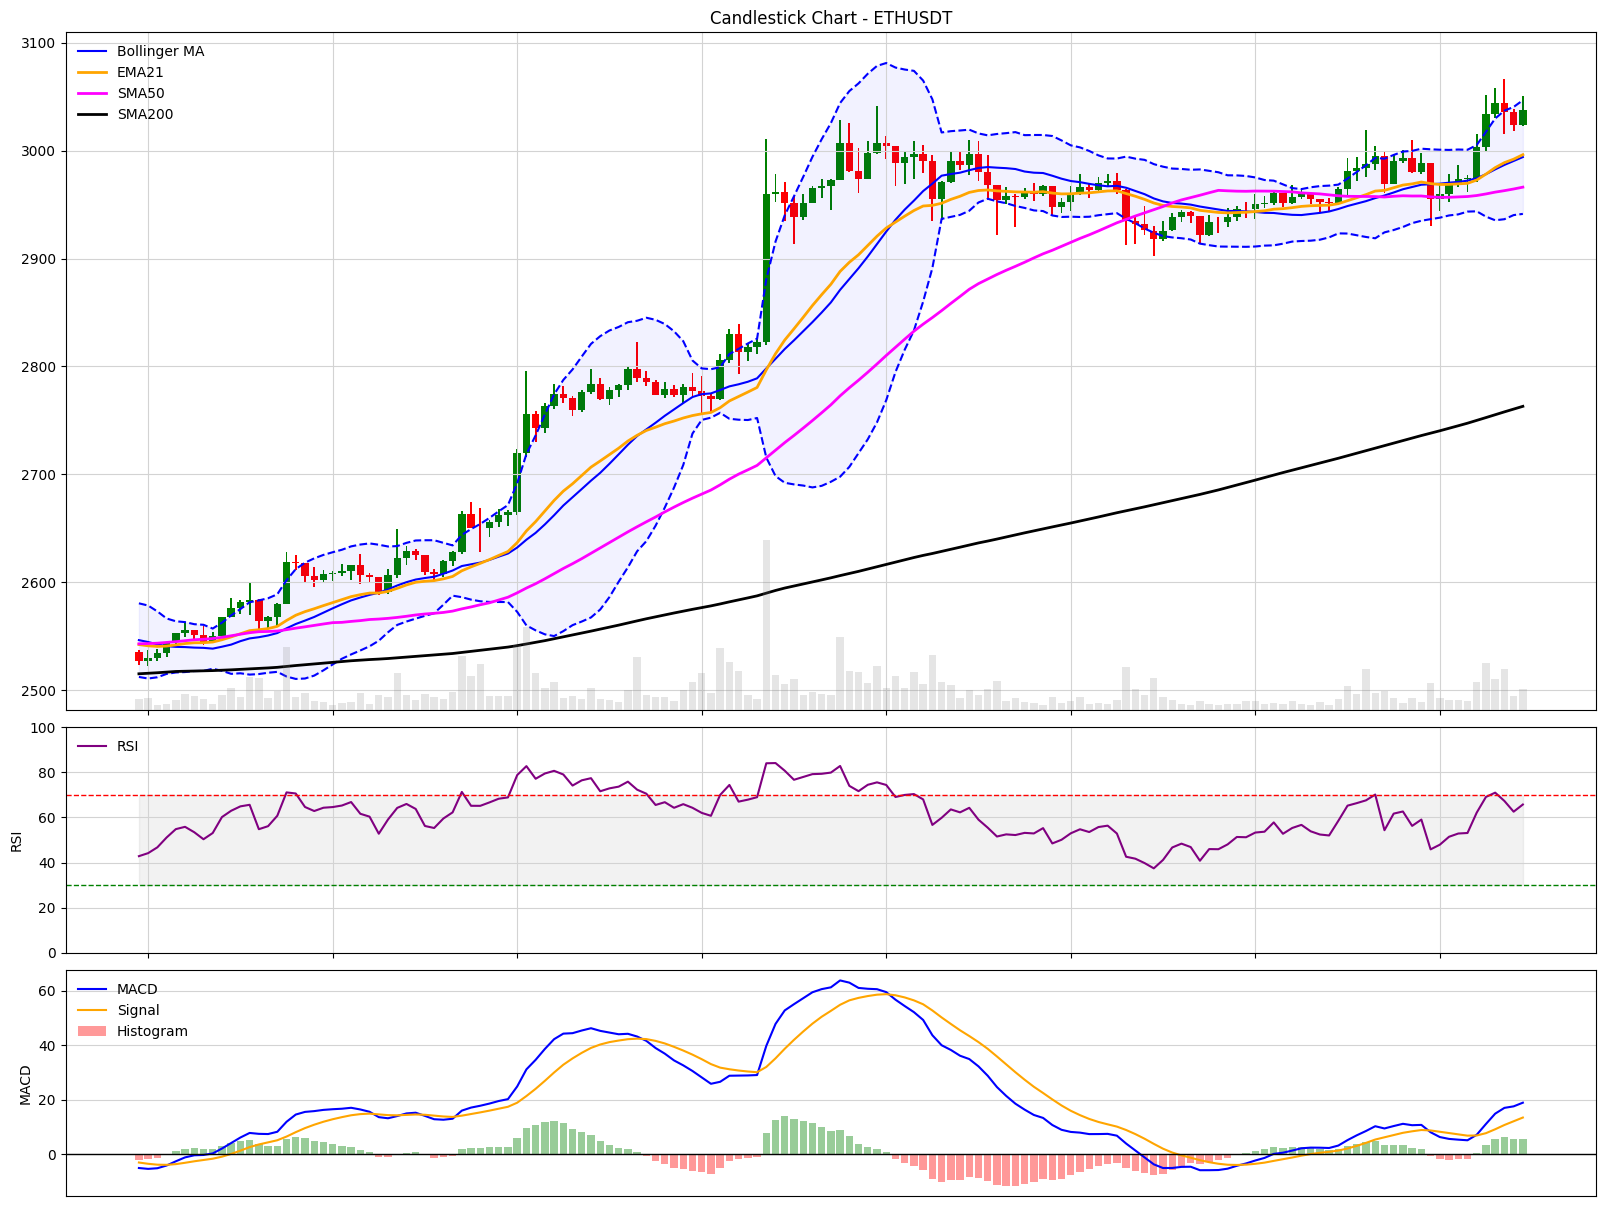 Candlestick Chart - ETHUSDT
3100
3000
2900
2800
2700
2600
2500
Bollinger MA
EMA21
SMA50
SMA200
100
80
60
40
20
0
RSI
RSI
60
40
20
0
MACD
MACD
Signal
Histogram